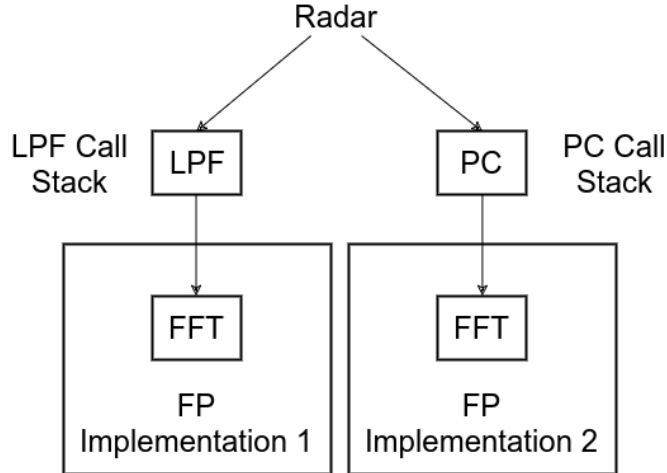 Radar
LPF Call
Stack
LPF
PC
PC Call
Stack
FFT
FP
Implementation 1
FFT
FP
Implementation 2